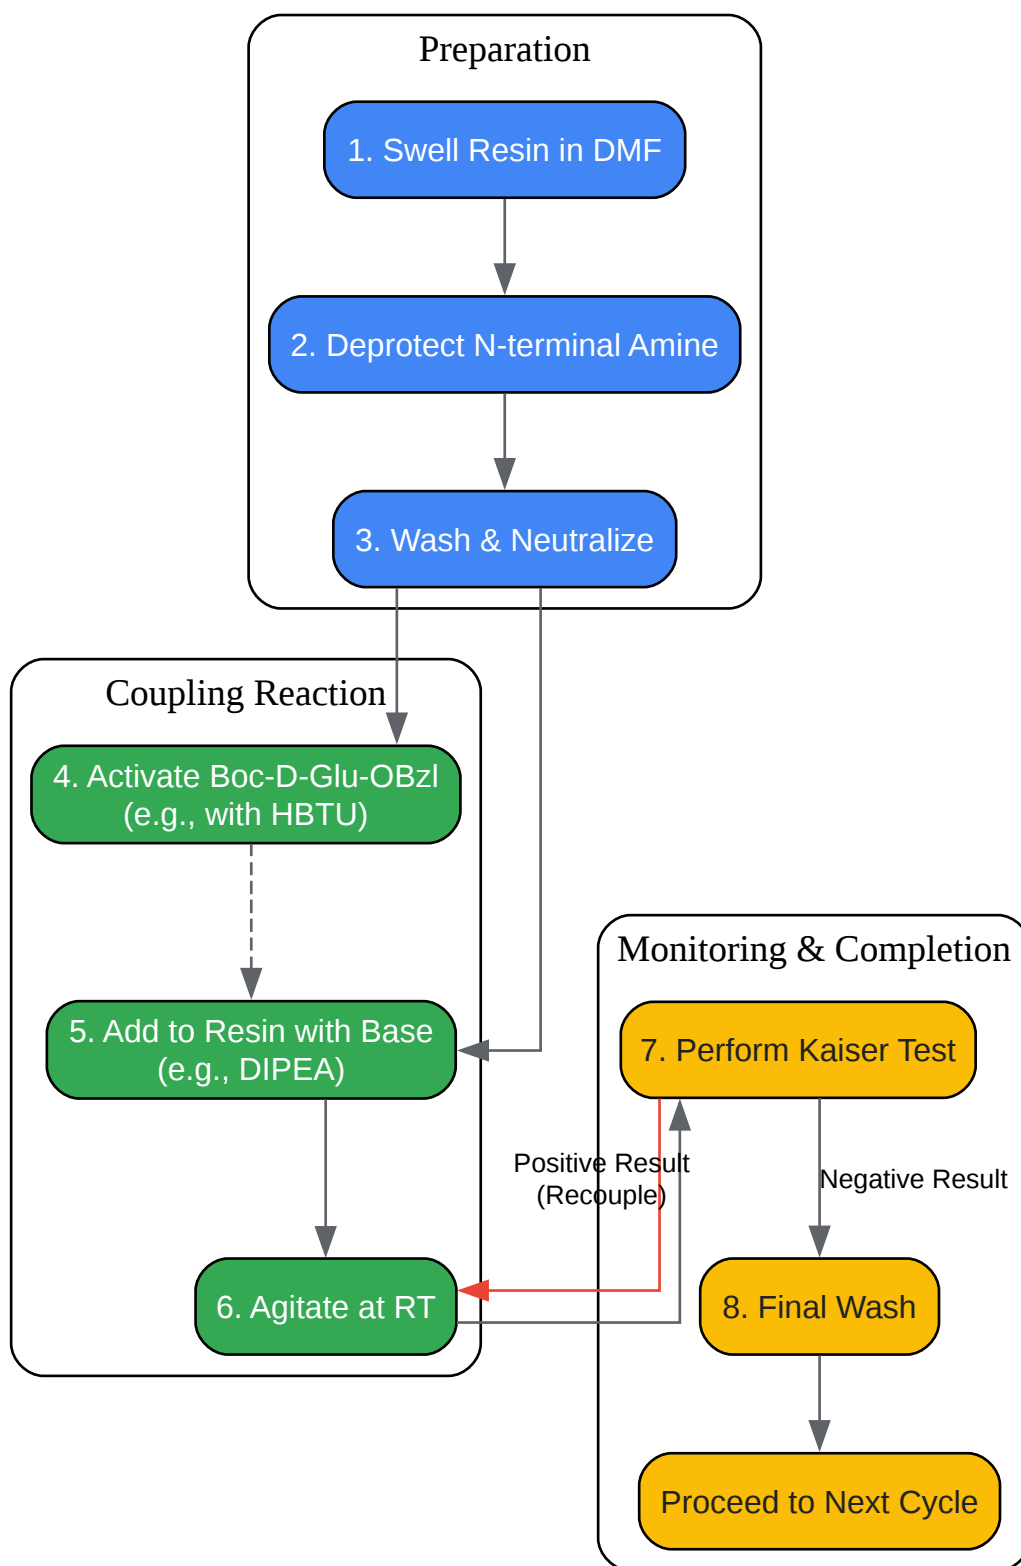 Preparation
1. Swell Resin in DMF
2. Deprotect N-terminal Amine
3. Wash & Neutralize
Coupling Reaction
4. Activate Boc-D-Glu-OBzl
(e.g., with HBTU)
5. Add to Resin with Base
(e.g., DIPEA)
6. Agitate at RT
Monitoring & Completion
7. Perform Kaiser Test
Positive Result
(Recouple)
Negative Result
8. Final Wash
Proceed to Next Cycle